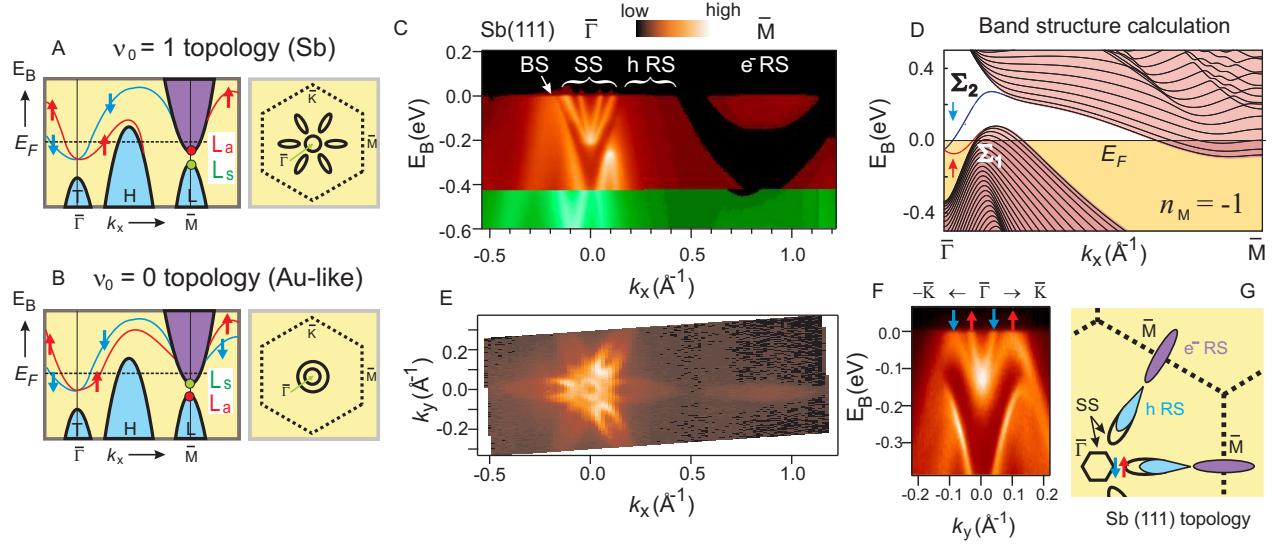 A
ν₀ = 1 topology (Sb)
E_B
E_F
L_a
L_s
T
H
L
Γ̄
k_x
M̄
K̄
M̄
Γ̄
B
ν₀ = 0 topology (Au-like)
E_B
E_F
L_s
L_a
T
H
L
Γ̄
k_x
M̄
K̄
M̄
Γ̄
low
high
C
Sb(111)
Γ̄
M̄
BS
SS
h RS
e⁻ RS
E_B(eV)
0.2
0.0
-0.2
-0.4
-0.6
-0.5
0.0
0.5
1.0
k_x(Å⁻¹)
D
Band structure calculation
Σ₂
Σ₁
E_F
n_M = -1
E_B(eV)
0.4
0.0
-0.4
Γ̄
k_x(Å⁻¹)
M̄
E
k_y(Å⁻¹)
0.2
0.0
-0.2
-0.5
0.0
0.5
1.0
k_x(Å⁻¹)
F
−K̄ ← Γ̄ → K̄
E_B(eV)
0.0
-0.1
-0.2
-0.3
-0.2
-0.1
0.0
0.1
0.2
k_y(Å⁻¹)
G
M̄
e⁻ RS
h RS
SS
Γ̄
M̄
Sb (111) topology